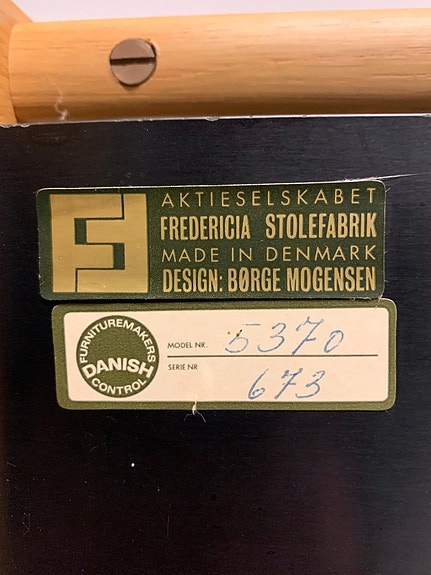 AKTIESELSKABET
FREDERICIA STOLEFABRIK
MADE IN DENMARK
DESIGN: BØRGE MOGENSEN
FURNITUREMAKERS
DANISH
CONTROL
MODEL NR. 5370
SERIE NR 673